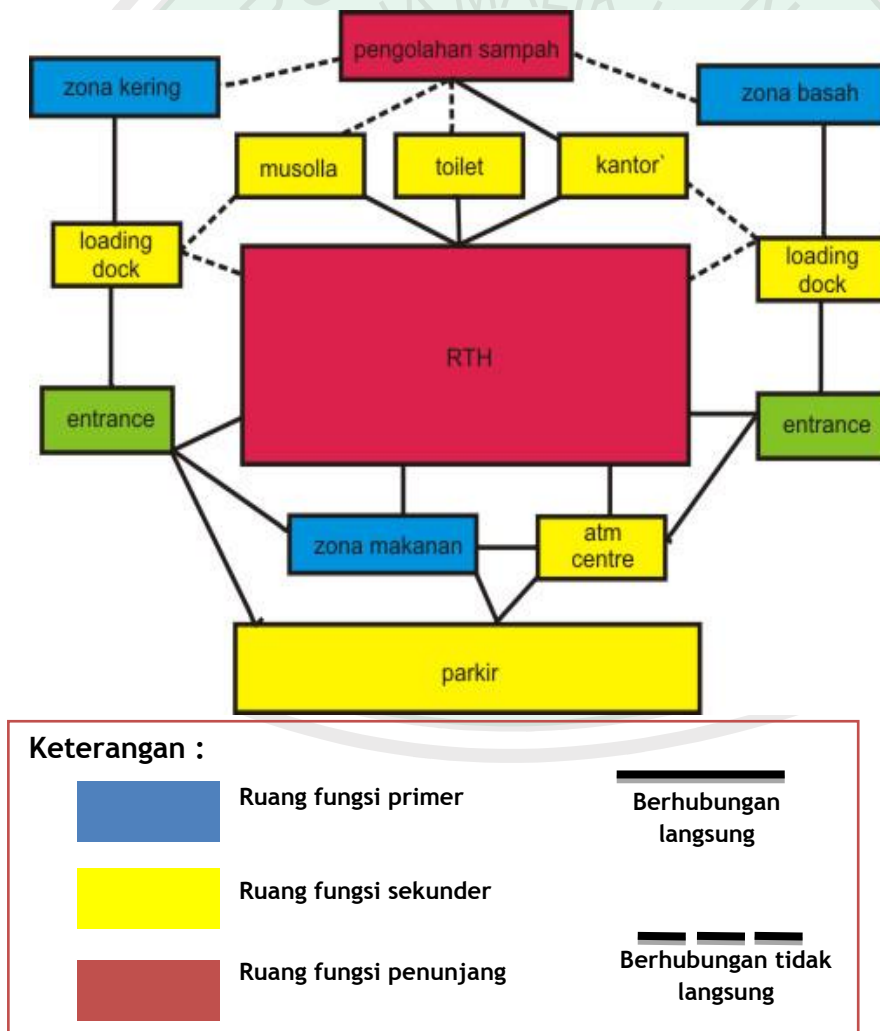 pengolahan sampah
zona kering
zona basah
musolla
toilet
kantor`
loading
dock
loading
dock
RTH
entrance
entrance
zona makanan
atm
centre
parkir
Keterangan :
Ruang fungsi primer
Berhubungan
langsung
Ruang fungsi sekunder
Ruang fungsi penunjang
Berhubungan tidak
langsung